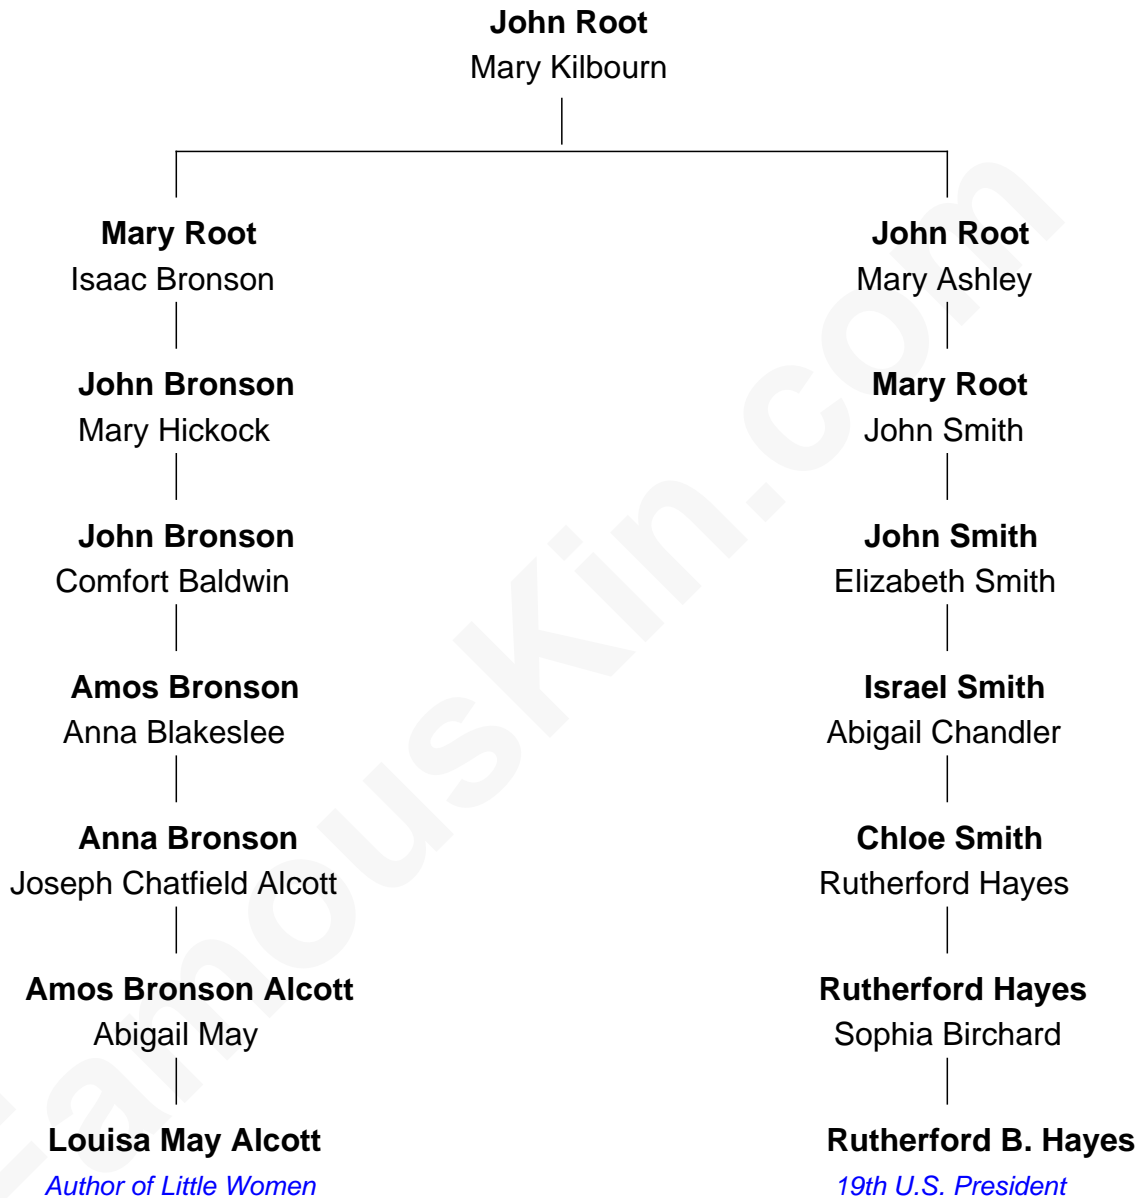 John Root
Mary Kilbourn
Mary Root
Isaac Bronson
John Bronson
Mary Hickock
John Bronson
Comfort Baldwin
Amos Bronson
Anna Blakeslee
Anna Bronson
Joseph Chatfield Alcott
Amos Bronson Alcott
Abigail May
Louisa May Alcott
Author of Little Women
John Root
Mary Ashley
Mary Root
John Smith
John Smith
Elizabeth Smith
Israel Smith
Abigail Chandler
Chloe Smith
Rutherford Hayes
Rutherford Hayes
Sophia Birchard
Rutherford B. Hayes
19th U.S. President
FamousKin.com